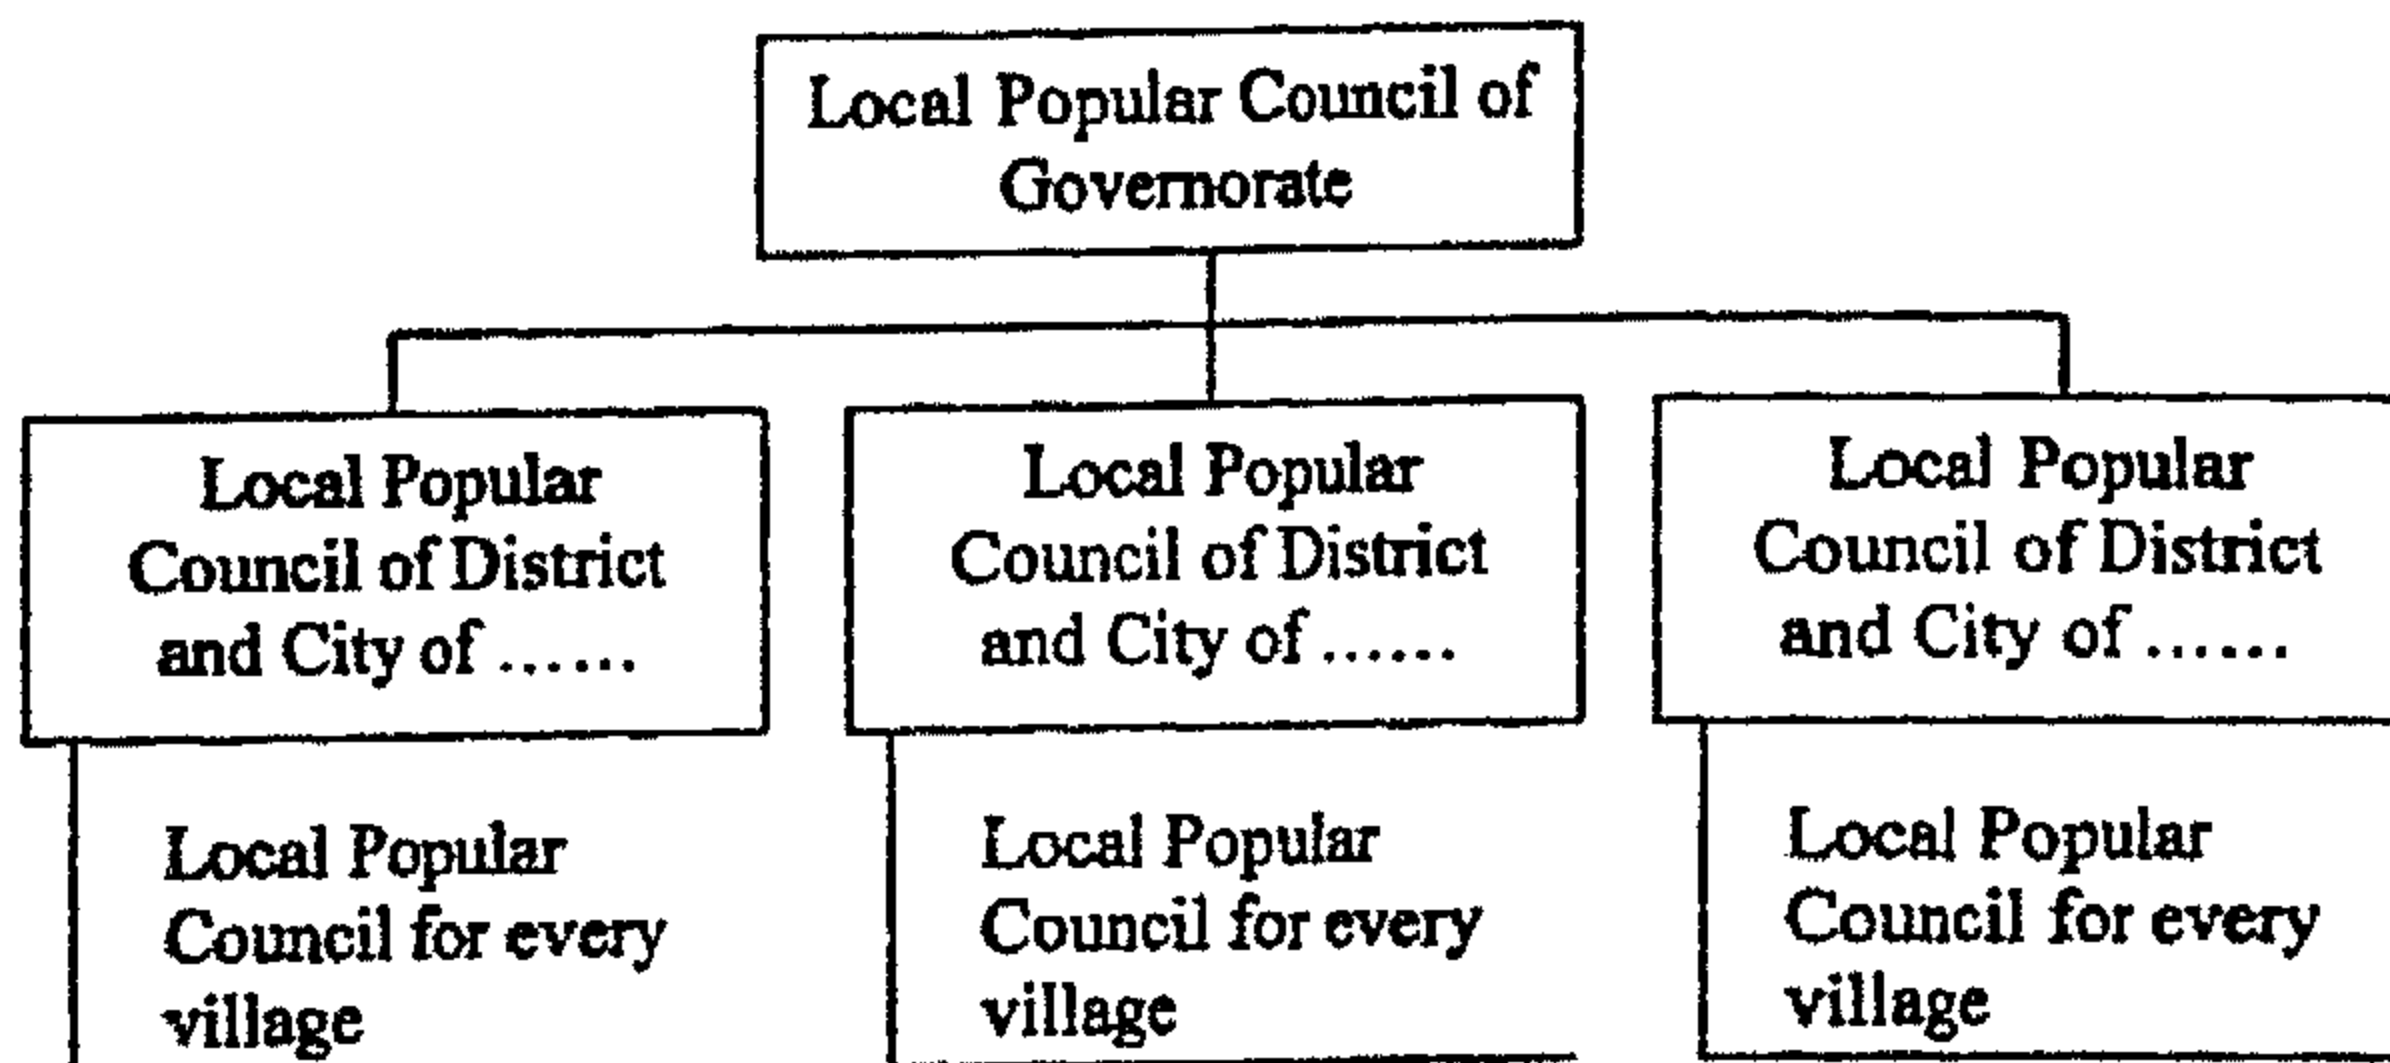 Local Popular Council of
Governorate
Local Popular
Council of District
and City of ......
Local Popular
Council of District
and City of ......
Local Popular
Council of District
and City of ......
Local Popular
Council for every
village
Local Popular
Council for every
village
Local Popular
Council for every
village